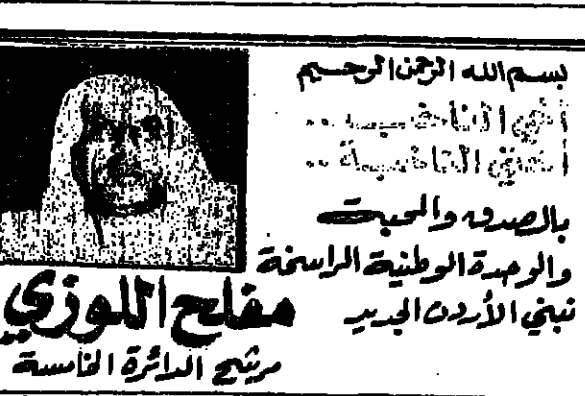 بسم الله الرحمن الرحيم
أخي الناخب ..
أختي الناخبة ..
بالصدق والمحبة
والوحدة الوطنية الراسخة
نبني الأردن الجديد
مفلح اللوزي
مرشح الدائرة الخامسة